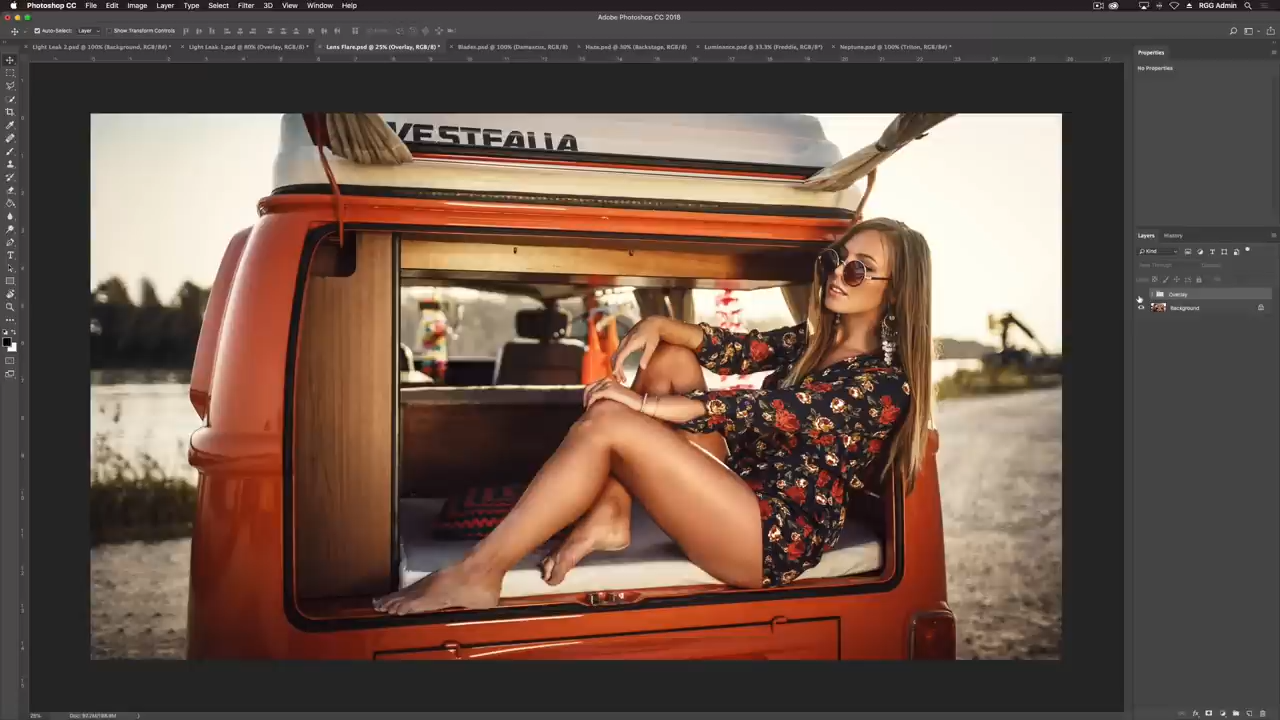 Photoshop CC File Edit Image Layer Type Select Filter 3D View Window Help RGG Admin
Adobe Photoshop CC 2018
Auto-Select: Layer Show Transform Controls
Light Leak 2.psd @ 100% (Background, RGB/8#) * Light Leak 1.psd @ 60% (Overlay, RGB/8) * Lens Flare.psd @ 25% (Overlay, RGB/8) * Blades.psd @ 100% (Damascus, RGB/8) Haze.psd @ 50% (Backstage, RGB/8) Luminence.psd @ 33.3% (Freddie, RGB/8*) Neptune.psd @ 100% (Triton, RGB/8#) *
Properties
No Properties
WESTFALIA
Layers History
Kind
Overlay
Background
25%